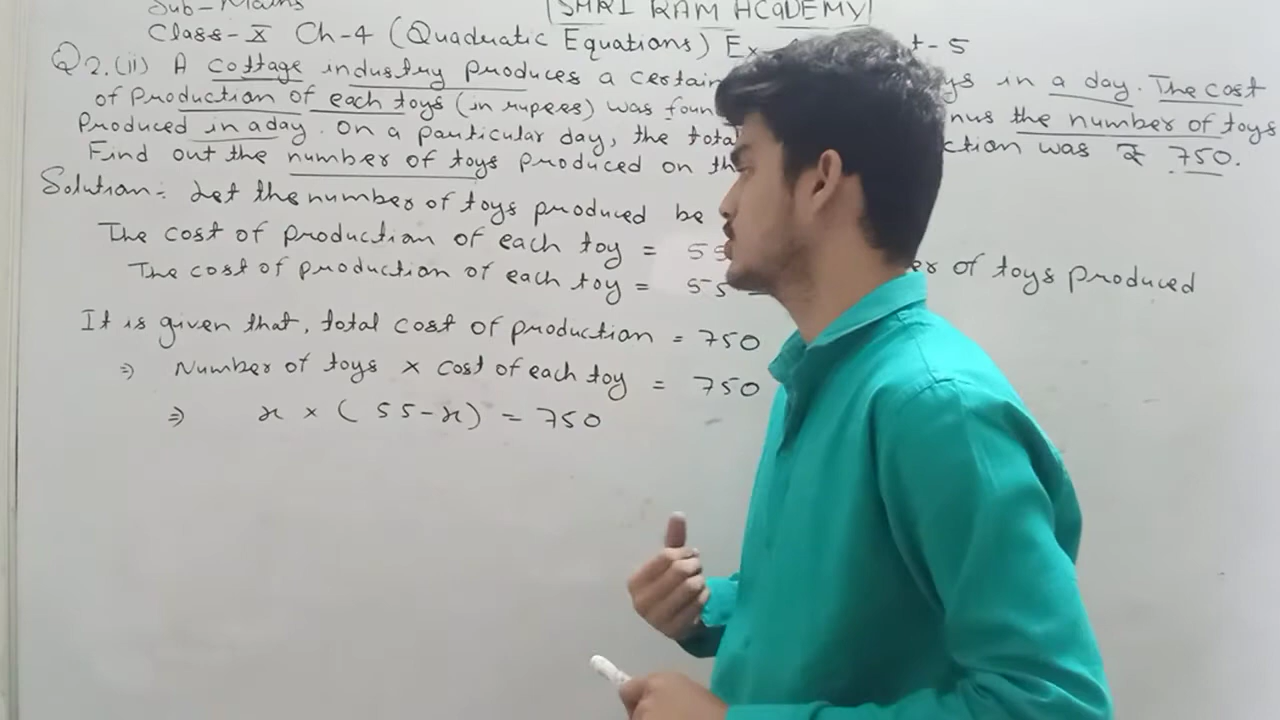 Sub-Maths
SHRI RAM ACADEMY
Class-X Ch-4 (Quadratic Equations) Ex t-5
Q2.(ii) A cottage industry produces a certain ys in a day. The cost
of production of each toys (in rupees) was foun nus the number of toys
produced in a day. on a particular day, the total ction was ₹ 750.
Find out the number of toys produced on th
Solution:- Let the number of toys produced be
The cost of production of each toy = 55
The cost of production of each toy = 55 - er of toys produced
It is given that, total cost of production = 750
⇒ Number of toys × cost of each toy = 750
⇒ x × (55-x) = 750